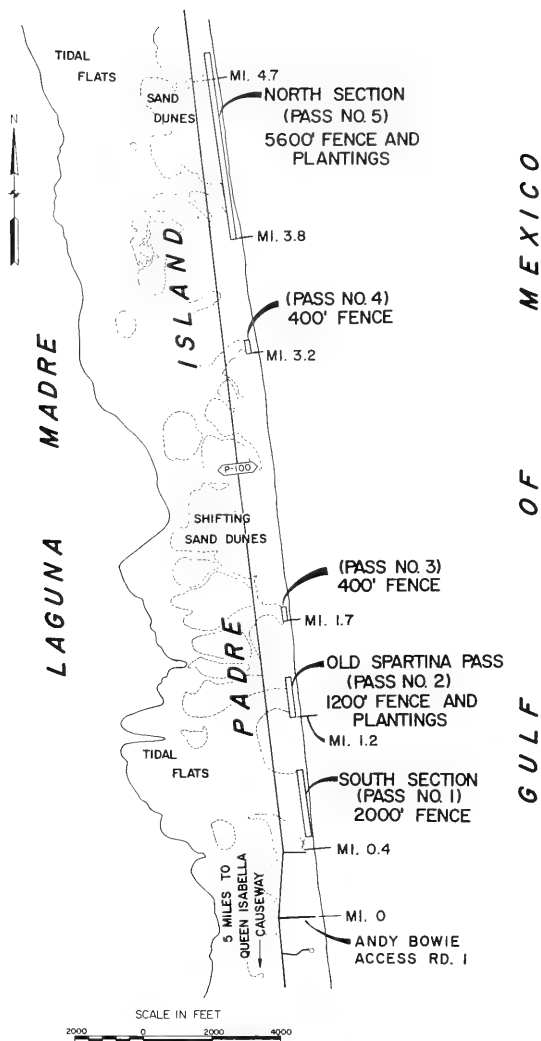 TIDAL
FLATS
MI. 4.7
SAND
DUNES
NORTH SECTION
(PASS NO. 5)
5600' FENCE AND
PLANTINGS
N
MI. 3.8
(PASS NO. 4)
400' FENCE
MI. 3.2
P-100
SHIFTING
SAND DUNES
(PASS NO. 3)
400' FENCE
MI. 1.7
OLD SPARTINA PASS
(PASS NO. 2)
1200' FENCE AND
PLANTINGS
MI. 1.2
TIDAL
FLATS
SOUTH SECTION
(PASS NO. 1)
2000' FENCE
MI. 0.4
5 MILES TO
QUEEN ISABELLA
CAUSEWAY
MI. 0
ANDY BOWIE
ACCESS RD. 1
LAGUNA MADRE
PADRE ISLAND
GULF OF MEXICO
SCALE IN FEET
2000 0 2000 4000